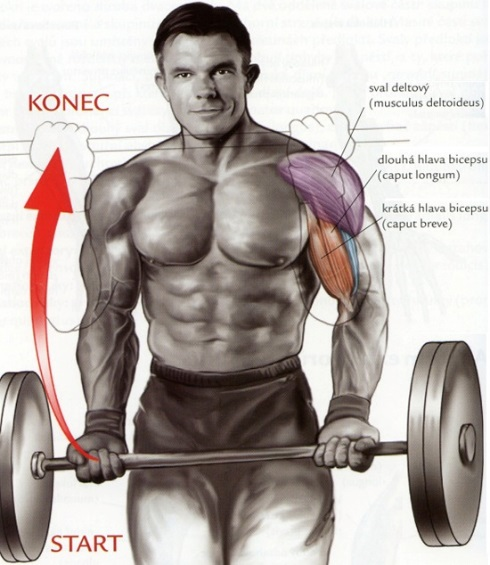 KONEC
sval deltový
(musculus deltoideus)
dlouhá hlava bicepsu
(caput longum)
krátká hlava bicepsu
(caput breve)
START